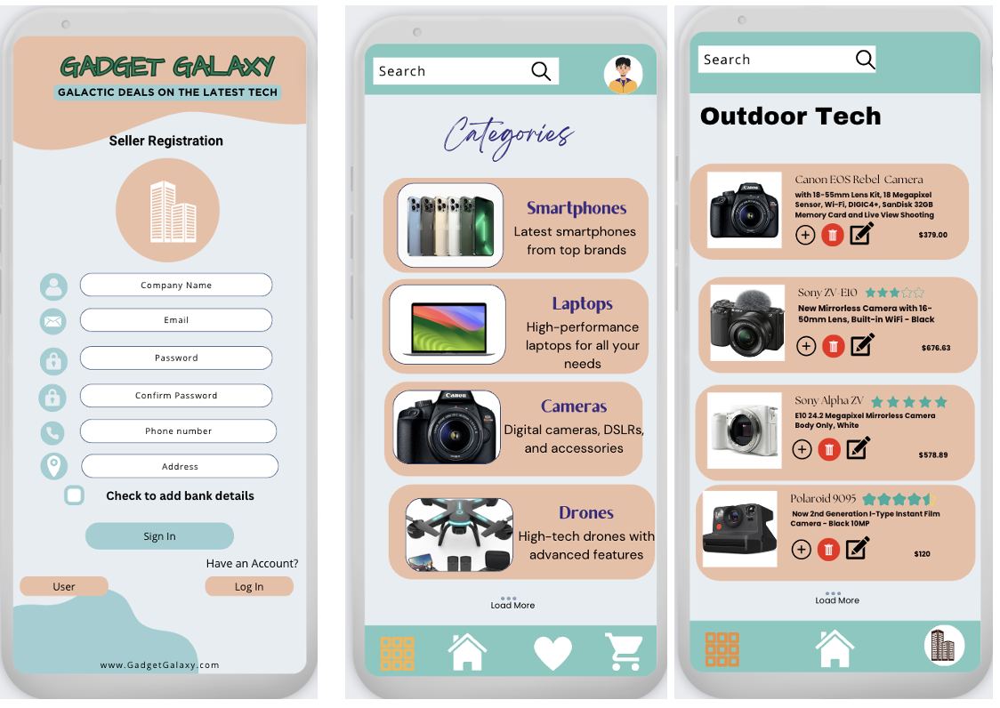 GADGET GALAXY
GALACTIC DEALS ON THE LATEST TECH
Seller Registration
Company Name
Email
Password
Confirm Password
Phone number
Address
Check to add bank details
Sign In
Have an Account?
User
Log In
www.GadgetGalaxy.com
Search
Categories
Smartphones
Latest smartphones
from top brands
Laptops
High-performance
laptops for all your
needs
Canon
Cameras
Digital cameras, DSLRs,
and accessories
Drones
High-tech drones with
advanced features
Load More
Search
Outdoor Tech
Canon
Canon EOS Rebel Camera
with 18-55mm Lens Kit, 18 Megapixel
Sensor, Wi-Fi, DIGIC4+, SanDisk 32GB
Memory Card and Live View Shooting
$379.00
Sony ZV-E10
New Mirrorless Camera with 16-
50mm Lens, Built-in WiFi - Black
$676.63
Sony Alpha ZV
E10 24.2 Megapixel Mirrorless Camera
Body Only, White
$578.89
Polaroid 9095
Now 2nd Generation I-Type Instant Film
Camera - Black 10MP
$120
Load More